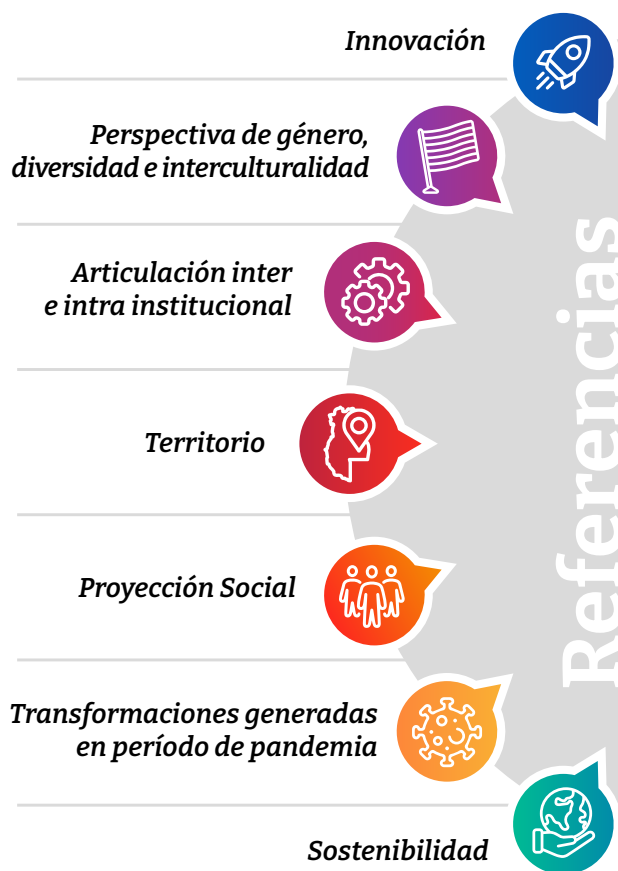 Innovación
Perspectiva de género,
diversidad e interculturalidad
Articulación inter
e intra institucional
Territorio
Proyección Social
Transformaciones generadas
en período de pandemia
Sostenibilidad
Referencias